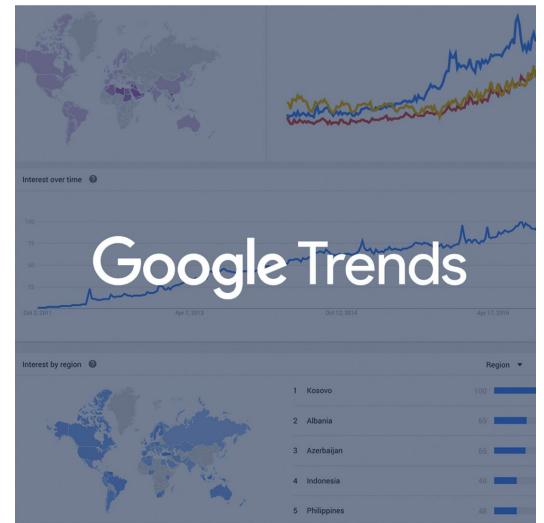 Interest over time
100
75
50
25
Google Trends
Oct 2, 2011 Apr 7, 2013 Oct 12, 2014 Apr 17, 2016
Interest by region Region
1 Kosovo 100
2 Albania
3 Azerbaijan
4 Indonesia
5 Philippines